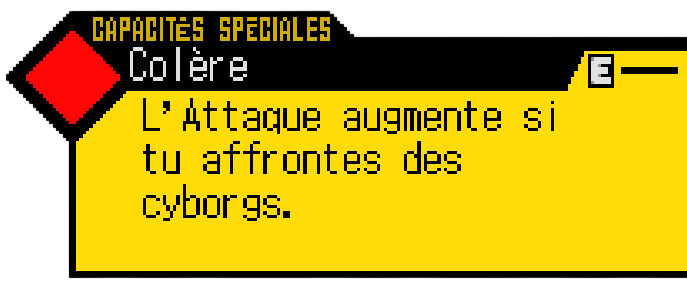 CAPACITÉS SPÉCIALES
Colère
E —
L'Attaque augmente si
tu affrontes des
cyborgs.